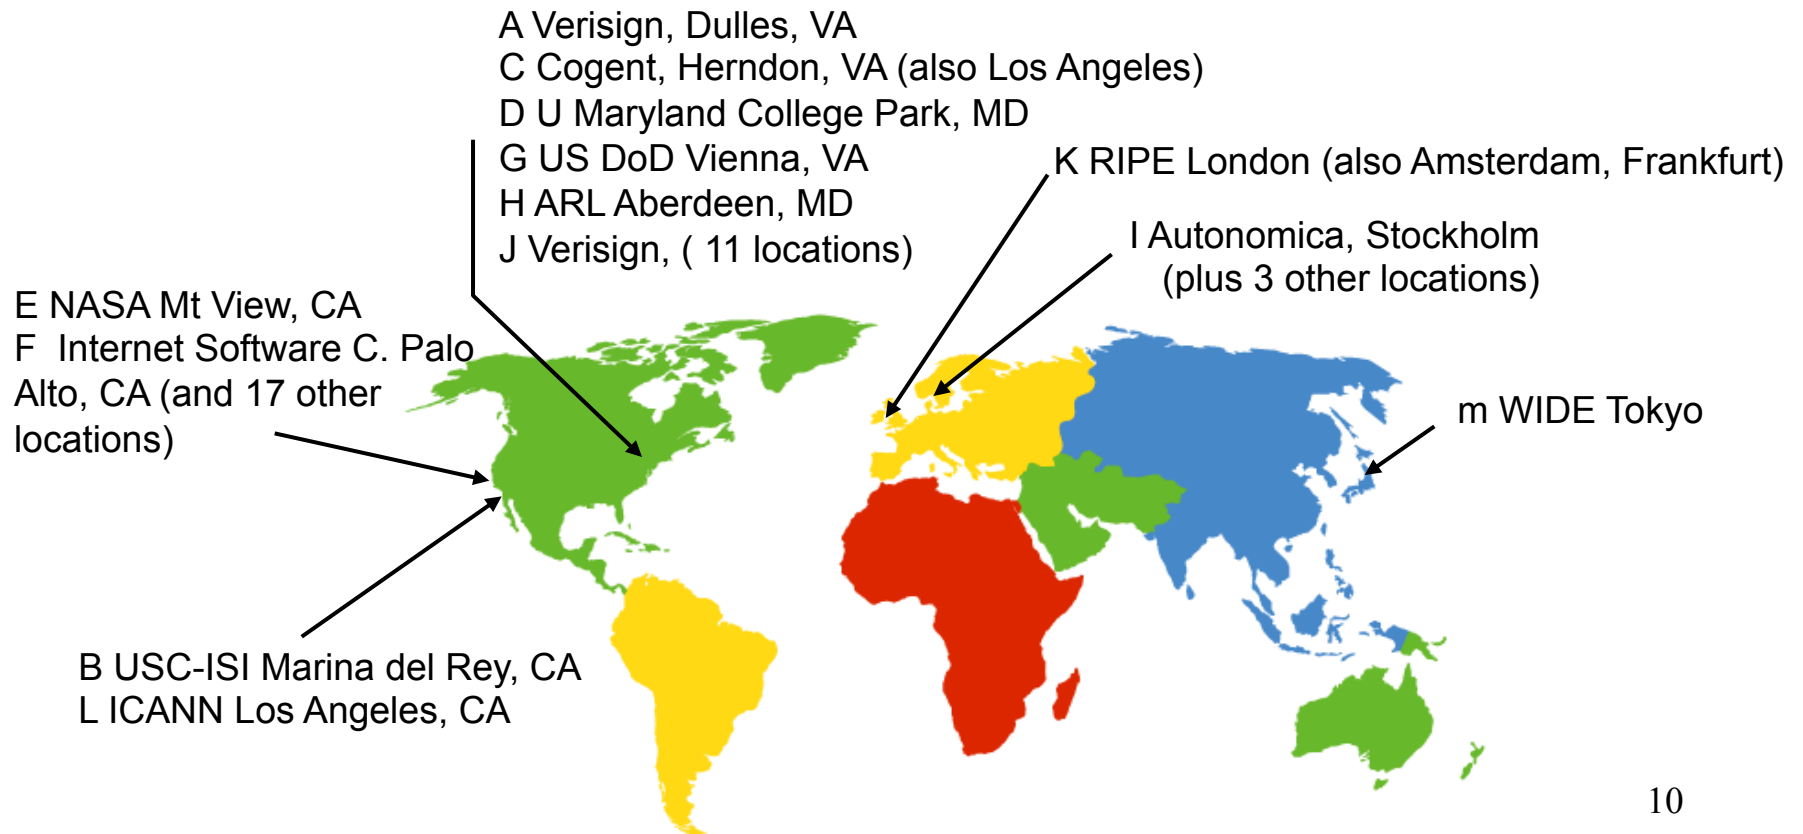 A Verisign, Dulles, VA
C Cogent, Herndon, VA (also Los Angeles)
D U Maryland College Park, MD
G US DoD Vienna, VA
H ARL Aberdeen, MD
J Verisign, ( 11 locations)
K RIPE London (also Amsterdam, Frankfurt)
I Autonomica, Stockholm
(plus 3 other locations)
E NASA Mt View, CA
F Internet Software C. Palo
Alto, CA (and 17 other
locations)
m WIDE Tokyo
B USC-ISI Marina del Rey, CA
L ICANN Los Angeles, CA
10